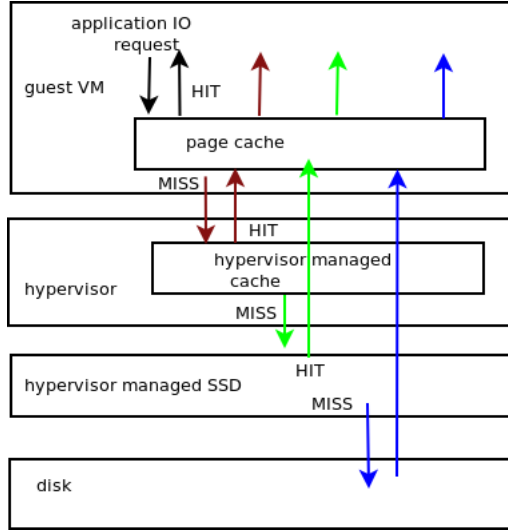 application IO
request
guest VM
HIT
page cache
MISS
HIT
hypervisor managed
cache
hypervisor
MISS
HIT
hypervisor managed SSD
MISS
disk